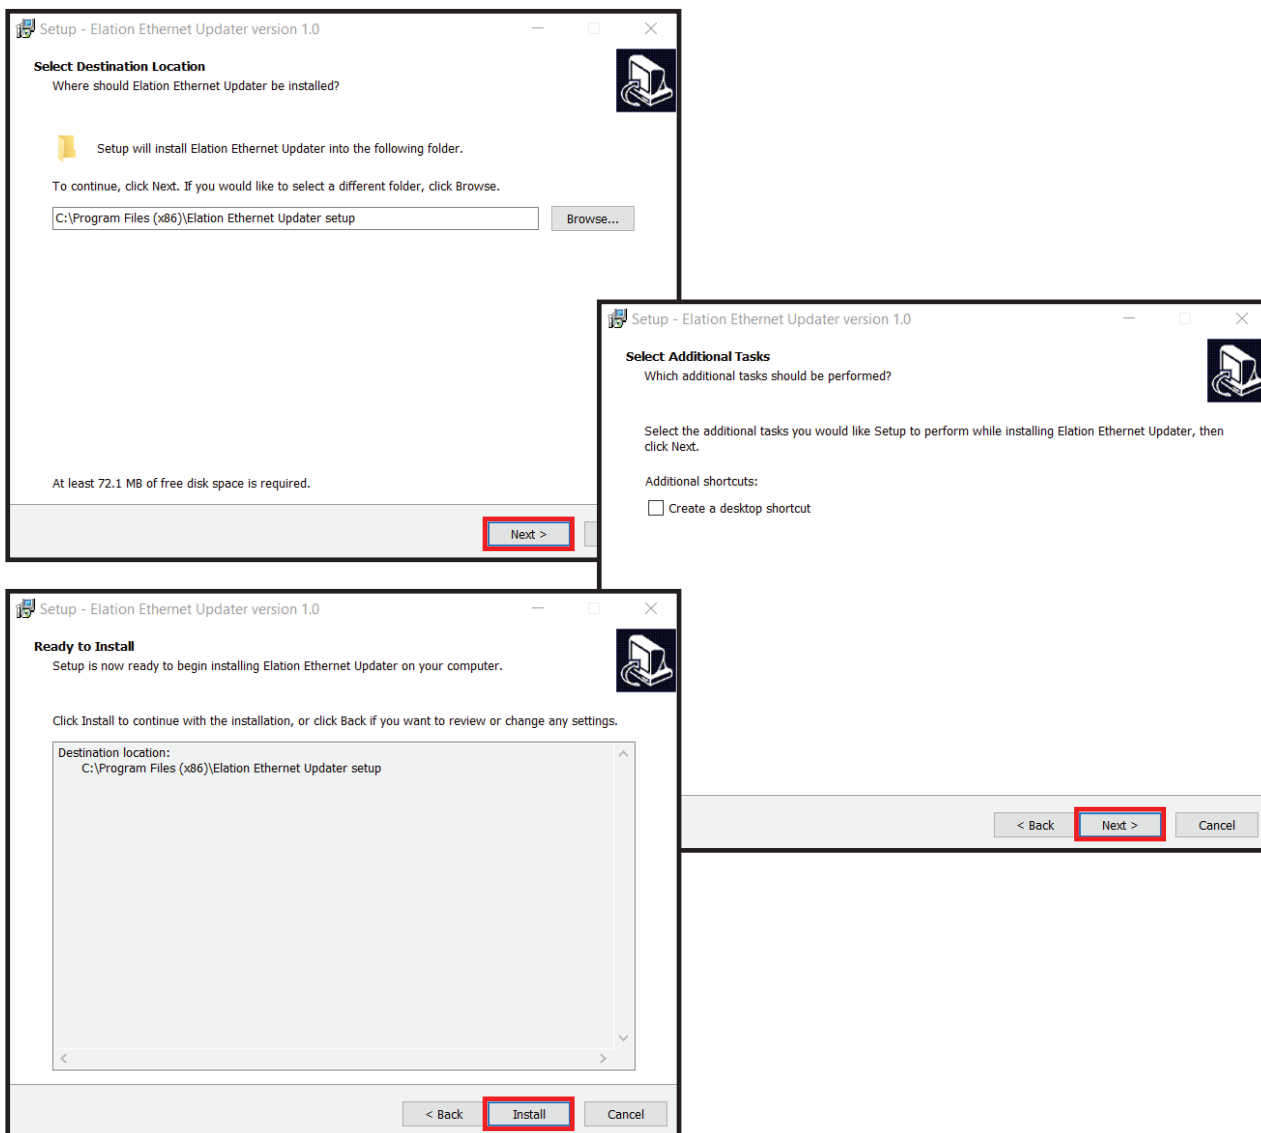 Setup - Elation Ethernet Updater version 1.0
Select Destination Location
Where should Elation Ethernet Updater be installed?
Setup will install Elation Ethernet Updater into the following folder.
To continue, click Next. If you would like to select a different folder, click Browse.
C:\Program Files (x86)\Elation Ethernet Updater setup
Browse...
At least 72.1 MB of free disk space is required.
Next >
Setup - Elation Ethernet Updater version 1.0
Select Additional Tasks
Which additional tasks should be performed?
Select the additional tasks you would like Setup to perform while installing Elation Ethernet Updater, then
click Next.
Additional shortcuts:
Create a desktop shortcut
< Back
Next >
Cancel
Setup - Elation Ethernet Updater version 1.0
Ready to Install
Setup is now ready to begin installing Elation Ethernet Updater on your computer.
Click Install to continue with the installation, or click Back if you want to review or change any settings.
Destination location:
C:\Program Files (x86)\Elation Ethernet Updater setup
< Back
Install
Cancel